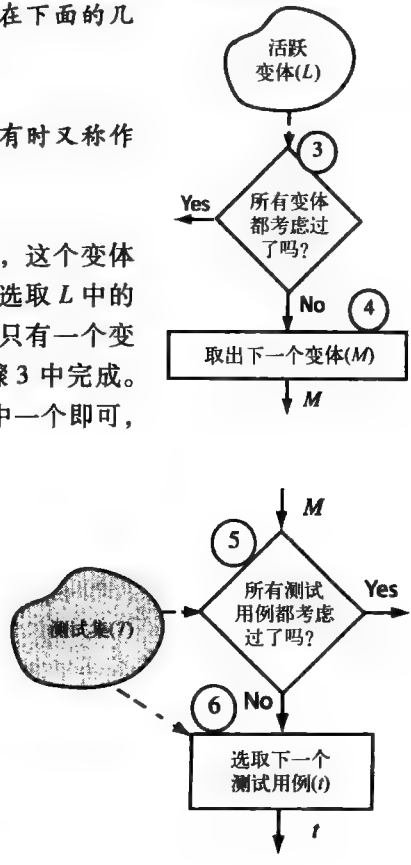 在下面的几
有时又称作
，这个变体
选取 L 中的
只有一个变
骤 3 中完成。
中一个即可，
活跃
变体(L)
3
所有变体
都考虑过
了吗?
Yes
No
4
取出下一个变体(M)
M
M
5
所有测试
用例都考虑
过了吗?
Yes
测试集(T)
No
6
选取下一个
测试用例(t)
t